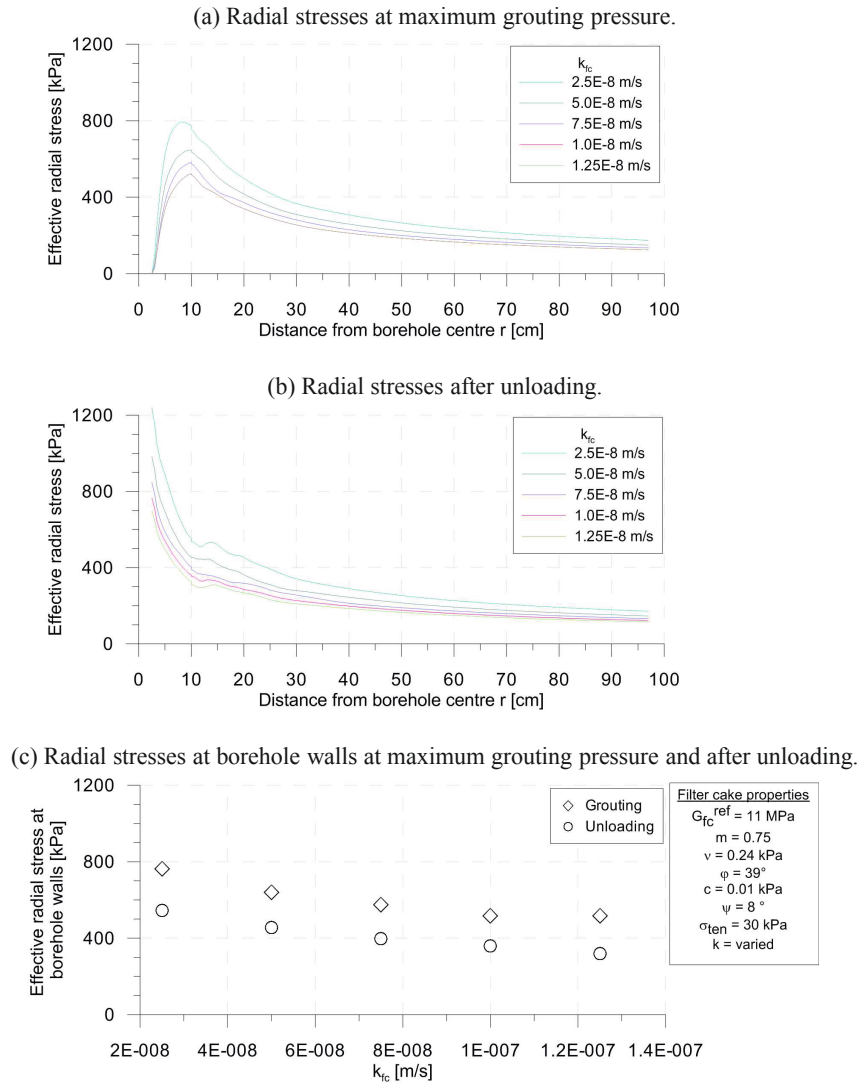 (a) Radial stresses at maximum grouting pressure.
1200
800
400
0
Effective radial stress [kPa]
k_fc
2.5E-8 m/s
5.0E-8 m/s
7.5E-8 m/s
1.0E-8 m/s
1.25E-8 m/s
0 10 20 30 40 50 60 70 80 90 100
Distance from borehole centre r [cm]
(b) Radial stresses after unloading.
1200
800
400
0
Effective radial stress [kPa]
k_fc
2.5E-8 m/s
5.0E-8 m/s
7.5E-8 m/s
1.0E-8 m/s
1.25E-8 m/s
0 10 20 30 40 50 60 70 80 90 100
Distance from borehole centre r [cm]
(c) Radial stresses at borehole walls at maximum grouting pressure and after unloading.
1200
800
400
0
Effective radial stress at
borehole walls [kPa]
Grouting
Unloading
Filter cake properties
G_fc^ref = 11 MPa
m = 0.75
ν = 0.24 kPa
φ = 39°
c = 0.01 kPa
ψ = 8 °
σ_ten = 30 kPa
k = varied
2E-008 4E-008 6E-008 8E-008 1E-007 1.2E-007 1.4E-007
k_fc [m/s]